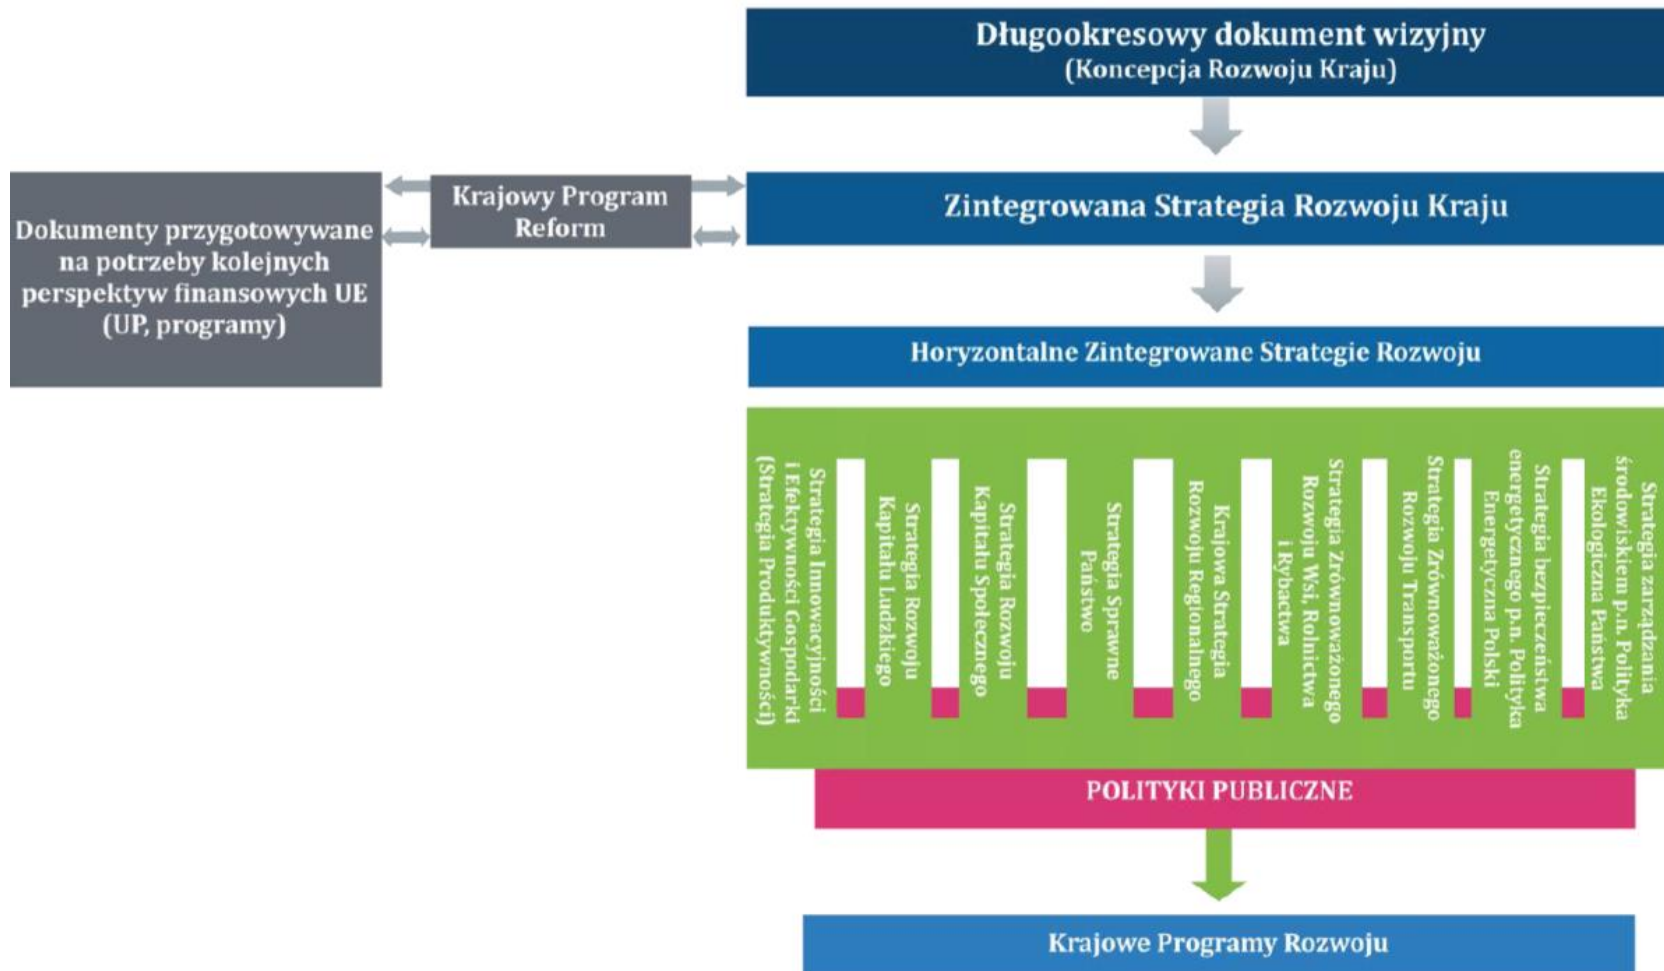 Długookresowy dokument wizyjny
(Koncepcja Rozwoju Kraju)
Krajowy Program
Reform
Zintegrowana Strategia Rozwoju Kraju
Dokumenty przygotowywane
na potrzeby kolejnych
perspektyw finansowych UE
(UP, programy)
Horyzontalne Zintegrowane Strategie Rozwoju
Strategia Innowacyjności
i Efektywności Gospodarki
(Strategia Produktywności)
Strategia Rozwoju
Kapitału Ludzkiego
Strategia Rozwoju
Kapitału Społecznego
Strategia Sprawne
Państwo
Krajowa Strategia
Rozwoju Regionalnego
Strategia Zrównoważonego
Rozwoju Wsi, Rolnictwa
i Rybactwa
Strategia Zrównoważonego
Rozwoju Transportu
Strategia bezpieczeństwa
energetycznego p.n. Polityka
Energetyczna Polski
Strategia zarządzania
środowiskiem p.n. Polityka
Ekologiczna Państwa
POLITYKI PUBLICZNE
Krajowe Programy Rozwoju